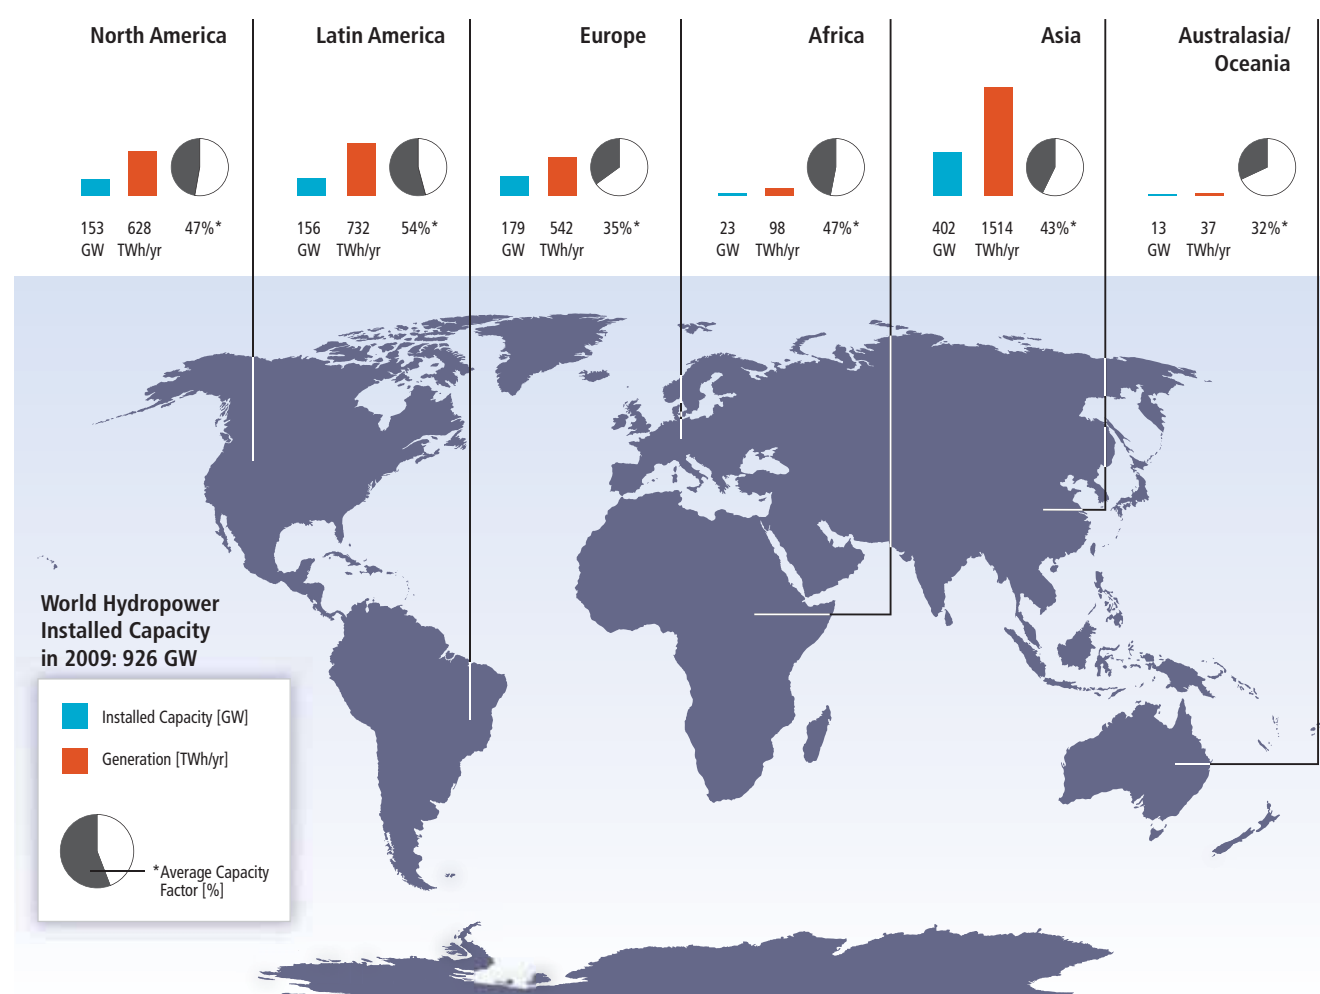 North America
153
GW
628
TWh/yr
47%*
Latin America
156
GW
732
TWh/yr
54%*
Europe
179
GW
542
TWh/yr
35%*
Africa
23
GW
98
TWh/yr
47%*
Asia
402
GW
1514
TWh/yr
43%*
Australasia/
Oceania
13
GW
37
TWh/yr
32%*
World Hydropower
Installed Capacity
in 2009: 926 GW
Installed Capacity [GW]
Generation [TWh/yr]
*Average Capacity
Factor [%]